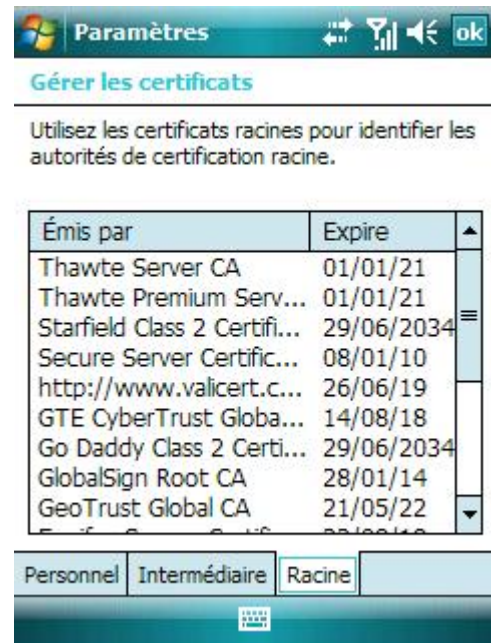 Paramètres ok
Gérer les certificats
Utilisez les certificats racines pour identifier les
autorités de certification racine.
Émis par Expire
Thawte Server CA 01/01/21
Thawte Premium Serv... 01/01/21
Starfield Class 2 Certifi... 29/06/2034
Secure Server Certific... 08/01/10
http://www.valicert.c... 26/06/19
GTE CyberTrust Globa... 14/08/18
Go Daddy Class 2 Certi... 29/06/2034
GlobalSign Root CA 28/01/14
GeoTrust Global CA 21/05/22
Personnel Intermédiaire Racine